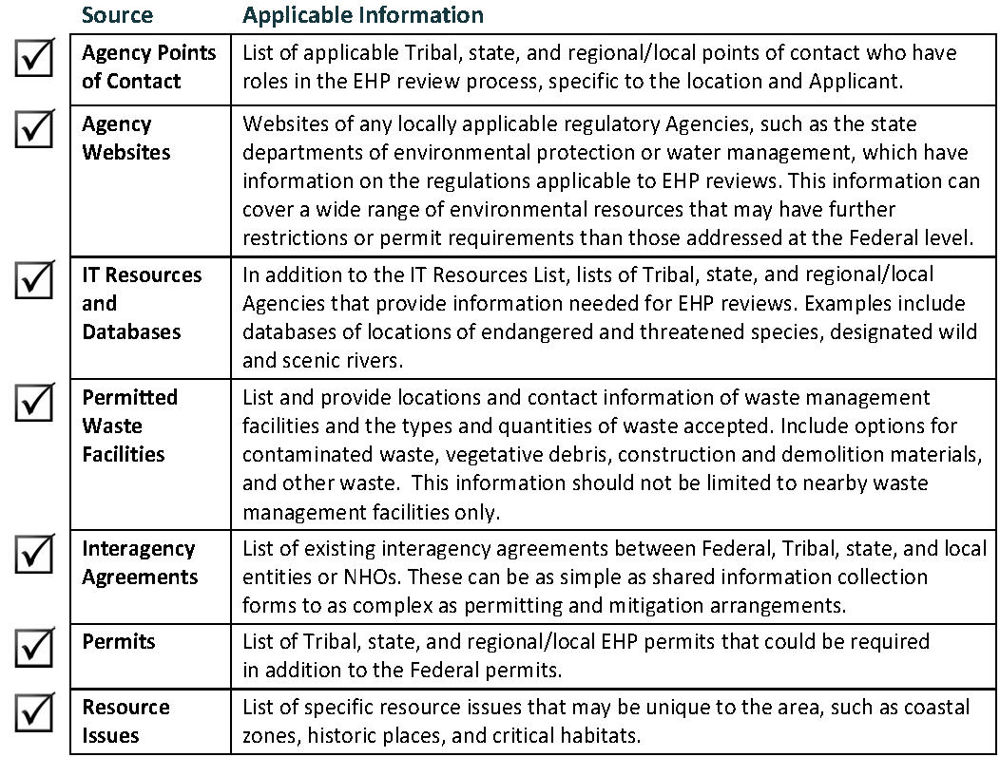 Source Applicable Information
Agency Points
of Contact
List of applicable Tribal, state, and regional/local points of contact who have
roles in the EHP review process, specific to the location and Applicant.
Agency
Websites
Websites of any locally applicable regulatory Agencies, such as the state
departments of environmental protection or water management, which have
information on the regulations applicable to EHP reviews. This information can
cover a wide range of environmental resources that may have further
restrictions or permit requirements than those addressed at the Federal level.
IT Resources
and
Databases
In addition to the IT Resources List, lists of Tribal, state, and regional/local
Agencies that provide information needed for EHP reviews. Examples include
databases of locations of endangered and threatened species, designated wild
and scenic rivers.
Permitted
Waste
Facilities
List and provide locations and contact information of waste management
facilities and the types and quantities of waste accepted. Include options for
contaminated waste, vegetative debris, construction and demolition materials,
and other waste.  This information should not be limited to nearby waste
management facilities only.
Interagency
Agreements
List of existing interagency agreements between Federal, Tribal, state, and local
entities or NHOs. These can be as simple as shared information collection
forms to as complex as permitting and mitigation arrangements.
Permits
List of Tribal, state, and regional/local EHP permits that could be required
in addition to the Federal permits.
Resource
Issues
List of specific resource issues that may be unique to the area, such as coastal
zones, historic places, and critical habitats.